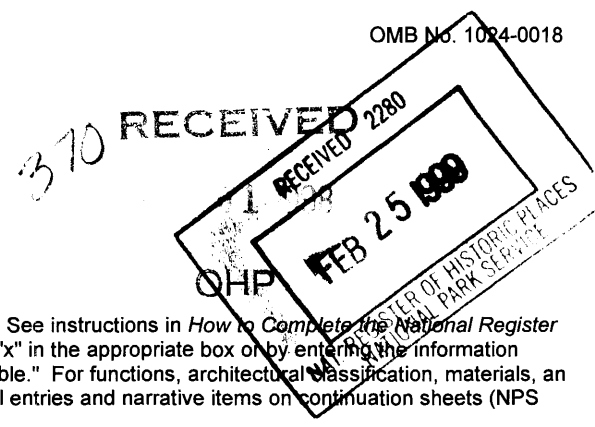 OMB No. 1024-0018
370
RECEIVED
RECEIVED 2280
FEB 25 1999
NAT. REGISTER OF HISTORIC PLACES
NATIONAL PARK SERVICE
OHP
See instructions in How to Complete the National Register
"x" in the appropriate box or by entering the information
ble." For functions, architectural classification, materials, an
l entries and narrative items on continuation sheets (NPS